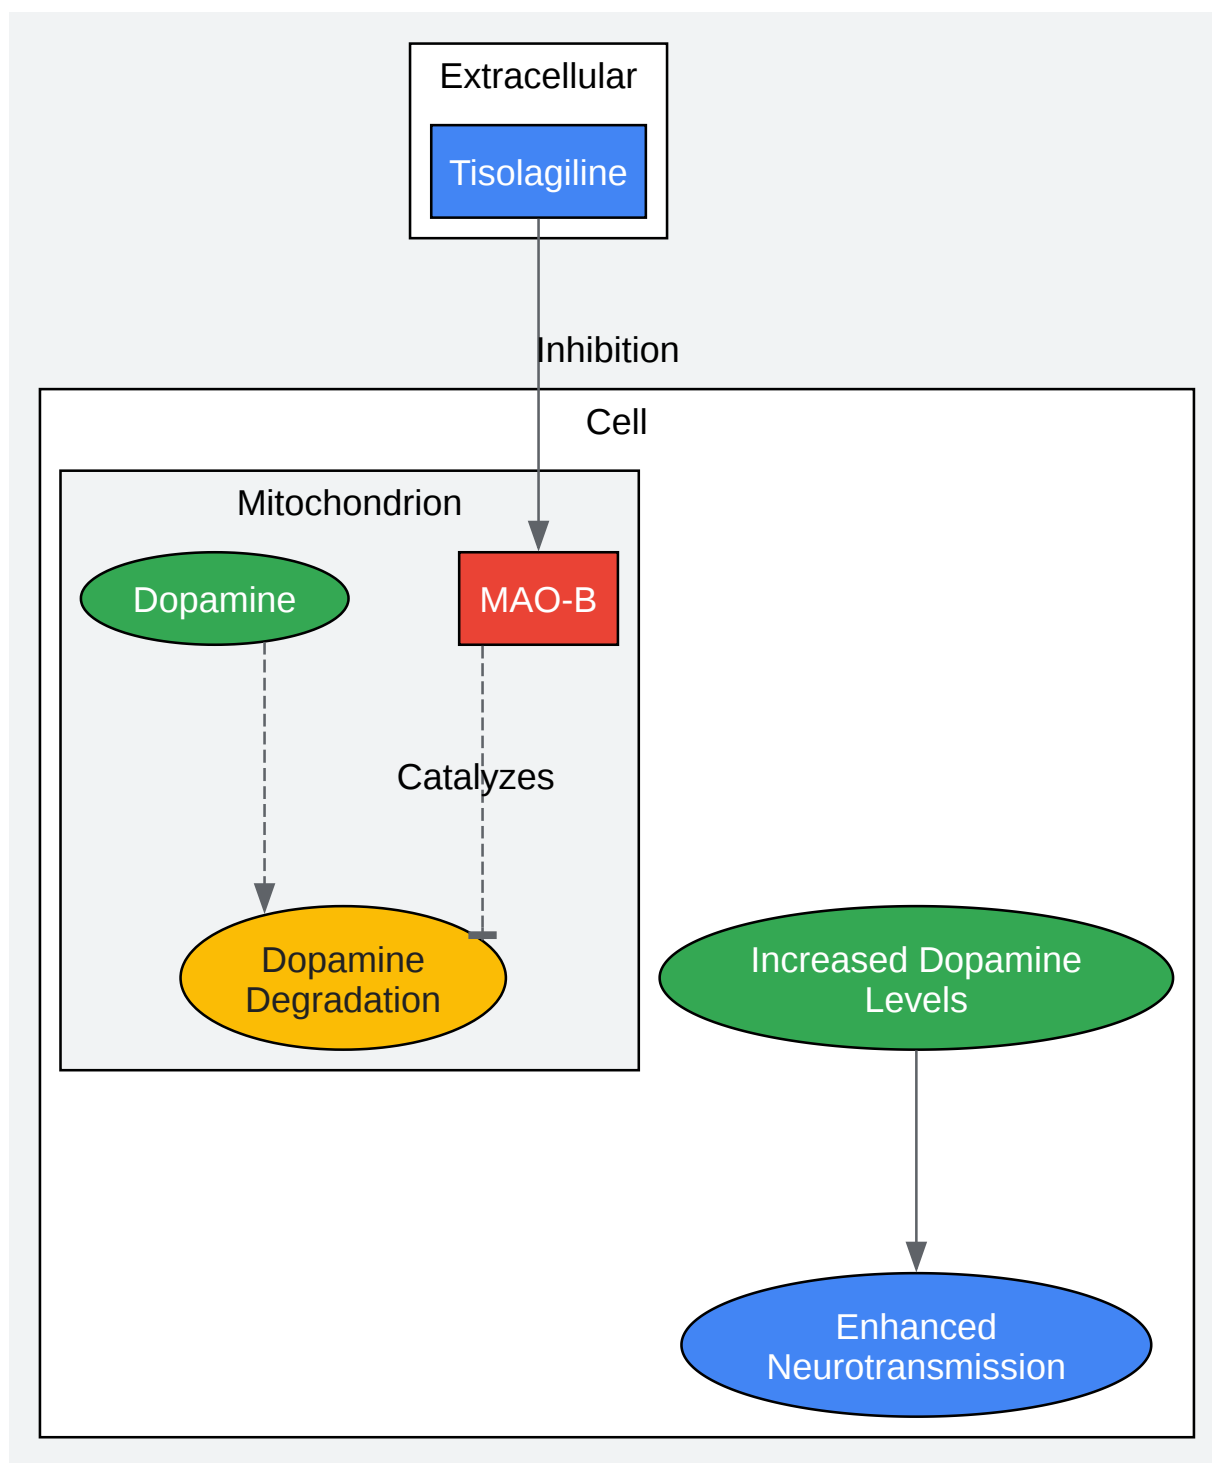 Extracellular
Tisolagiline
Inhibition
Cell
Mitochondrion
Dopamine
MAO-B
Catalyzes
Dopamine
Degradation
Increased Dopamine
Levels
Enhanced
Neurotransmission